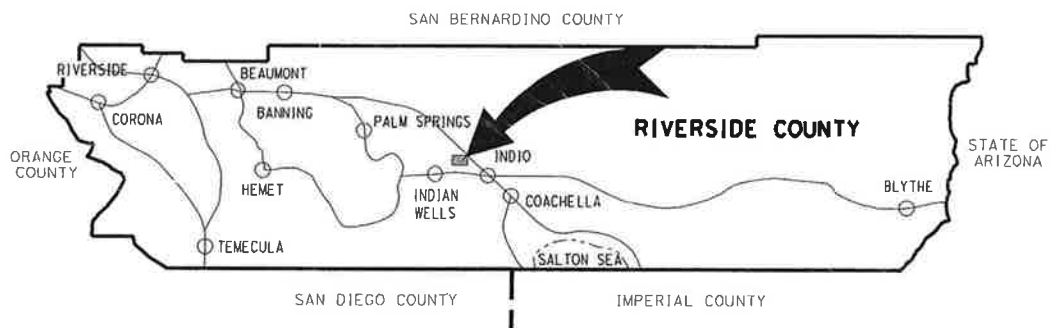 SAN BERNARDINO COUNTY
RIVERSIDE
BEAUMONT
BANNING
CORONA
PALM SPRINGS
RIVERSIDE COUNTY
ORANGE
COUNTY
STATE OF
ARIZONA
INDIO
HEMET
INDIAN
WELLS
COACHELLA
BLYTHE
TEMECULA
SALTON SEA
SAN DIEGO COUNTY
IMPERIAL COUNTY